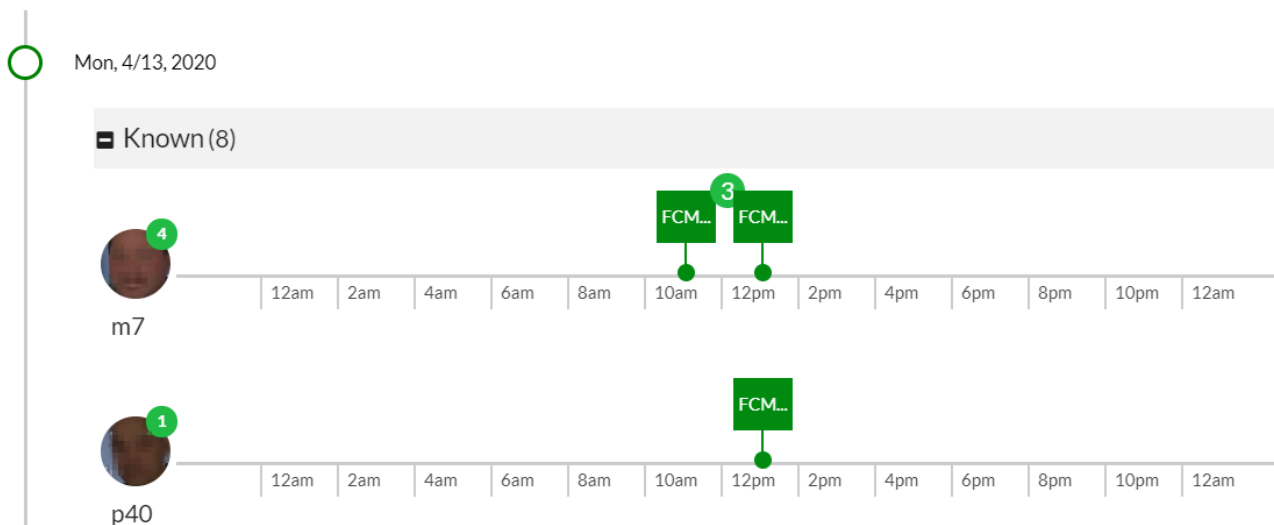 Mon, 4/13, 2020
Known (8)
3
FCM... FCM...
4
12am 2am 4am 6am 8am 10am 12pm 2pm 4pm 6pm 8pm 10pm 12am
m7
FCM...
1
12am 2am 4am 6am 8am 10am 12pm 2pm 4pm 6pm 8pm 10pm 12am
p40